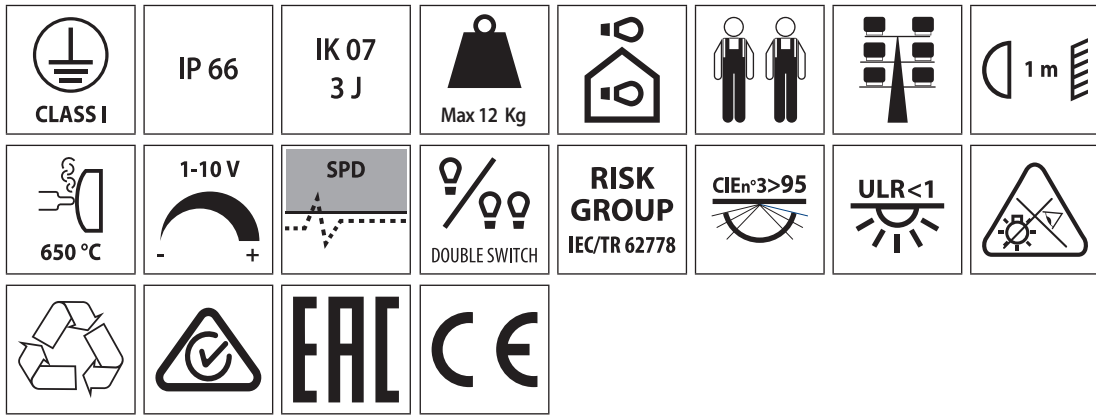 CLASS I
IP 66
IK 07
3 J
Max 12 Kg
1 m
650 °C
1-10 V
- +
SPD
DOUBLE SWITCH
RISK
GROUP
IEC/TR 62778
CIEn°3>95
ULR<1
EAC
CE